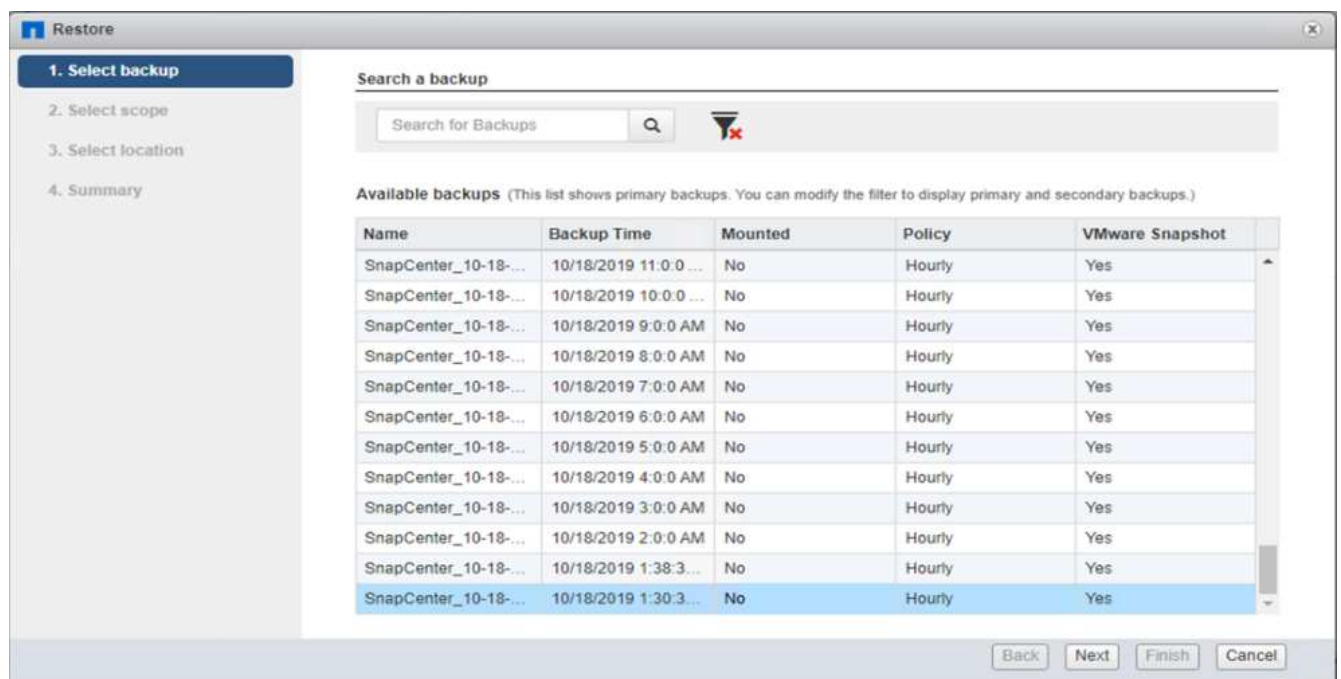 Restore
1. Select backup
2. Select scope
3. Select location
4. Summary
Search a backup
Search for Backups
Available backups (This list shows primary backups. You can modify the filter to display primary and secondary backups.)
Name Backup Time Mounted Policy VMware Snapshot
SnapCenter_10-18-... 10/18/2019 11:0:0 ... No Hourly Yes
SnapCenter_10-18-... 10/18/2019 10:0:0 ... No Hourly Yes
SnapCenter_10-18-... 10/18/2019 9:0:0 AM No Hourly Yes
SnapCenter_10-18-... 10/18/2019 8:0:0 AM No Hourly Yes
SnapCenter_10-18-... 10/18/2019 7:0:0 AM No Hourly Yes
SnapCenter_10-18-... 10/18/2019 6:0:0 AM No Hourly Yes
SnapCenter_10-18-... 10/18/2019 5:0:0 AM No Hourly Yes
SnapCenter_10-18-... 10/18/2019 4:0:0 AM No Hourly Yes
SnapCenter_10-18-... 10/18/2019 3:0:0 AM No Hourly Yes
SnapCenter_10-18-... 10/18/2019 2:0:0 AM No Hourly Yes
SnapCenter_10-18-... 10/18/2019 1:38:3... No Hourly Yes
SnapCenter_10-18-... 10/18/2019 1:30:3... No Hourly Yes
Back Next Finish Cancel